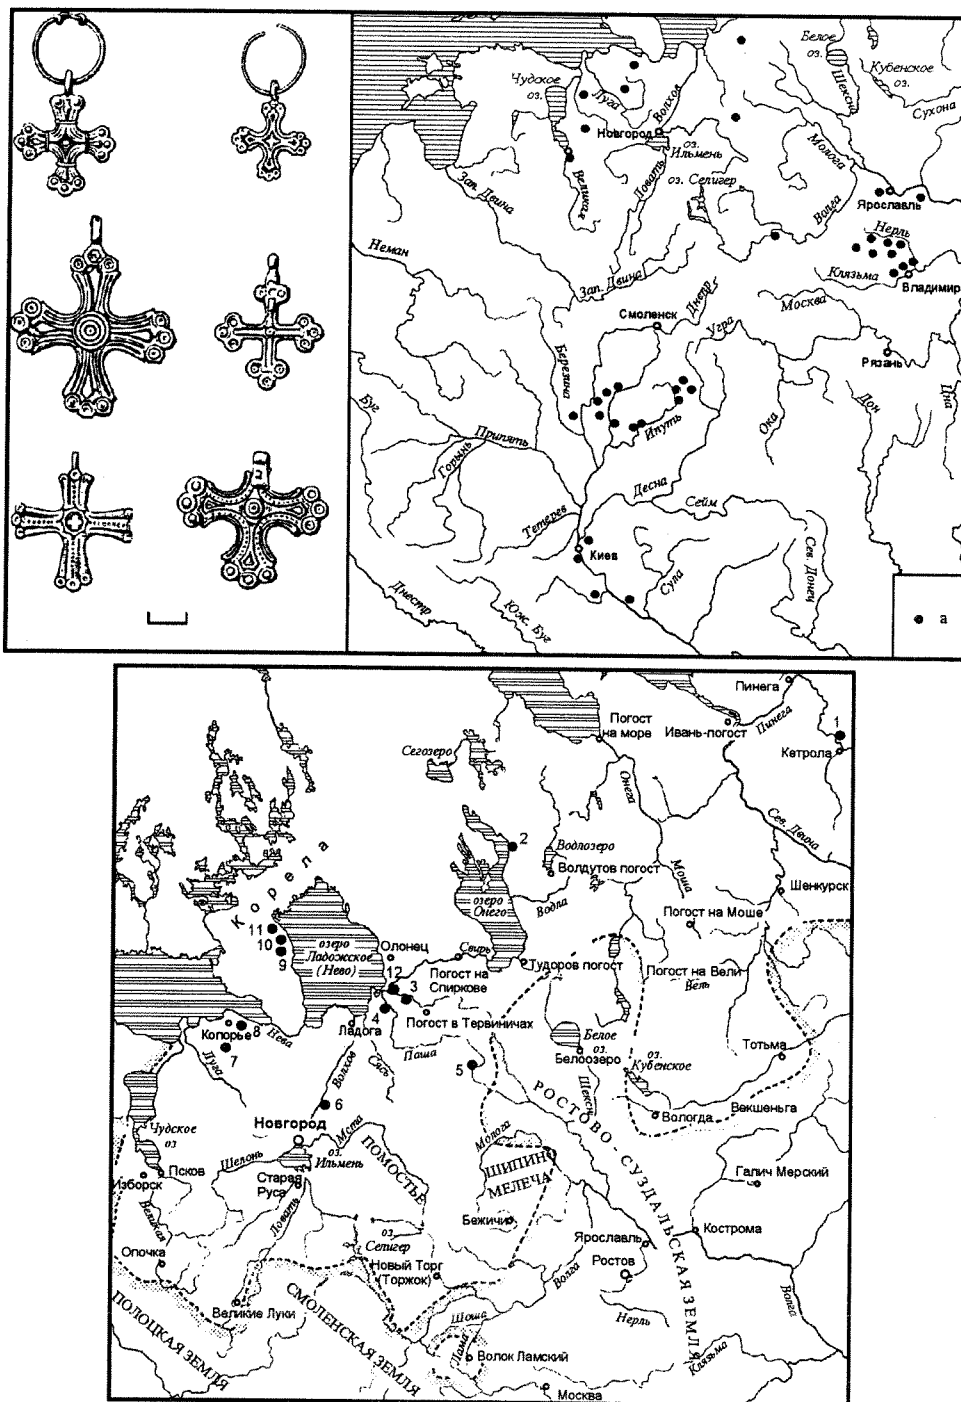 Белое
оз.
Кубенское
оз.
Шексна
Сухона
Чудское
оз.
Луга
Волхов
Новгород
оз.
Ильмень
Молога
оз. Селигер
Ловать
Великая
Зап. Двина
Волга
Ярославль
Нерль
Неман
Клязьма
Владимир
Зап. Двина
Москва
Днепр
Смоленск
Угра
Рязань
Березина
Буг
Ока
Дон
Цна
Припять
Ипуть
Горынь
Десна
Сейм
Тетерев
Киев
Сула
Сев. Донец
Днестр
Юж. Буг
а
Пинега
Погост
на море
Ивань-погост
Пинега
1
Кетрола
Сегозеро
Онега
Сев. Двина
2
Водлозеро
Волдутов погост
Моша
Шенкурск
Корела
озеро
Онего
Водла
Погост на Моше
11
10
9
озеро
Ладожское
(Нево)
Олонец
Свирь
Тудоров погост
Погост на Вели
Вель
12
3
Погост на
Спиркове
4
Погост в Тервиничах
8
Копорье
Нева
Ладога
7
Луга
Волхов
Сясь
Паша
5
Белое
оз.
Белоозеро
оз.
Кубенское
Тотьма
Шексн
Вологда
Векшеньга
6
Новгород
Мста
оз.
Ильмень
ПОМОСТЬЕ
Молога
РОСТОВО-СУЗДАЛЬСКАЯ ЗЕМЛЯ
Чудское
оз
Псков
Шелонь
Изборск
Старая
Руса
ШИПИН
МЕЛЕЧА
Галич Мерский
Великая
Ловать
Бежичи
Кострома
Опочка
оз.
Селигер
Ярославль
Новый Торг
(Торжок)
Ростов
Волга
Волга
Великие Луки
Шоша
Нерль
ПОЛОЦКАЯ ЗЕМЛЯ
СМОЛЕНСКАЯ ЗЕМЛЯ
Лама
Волок Ламский
Клязьма
Москва